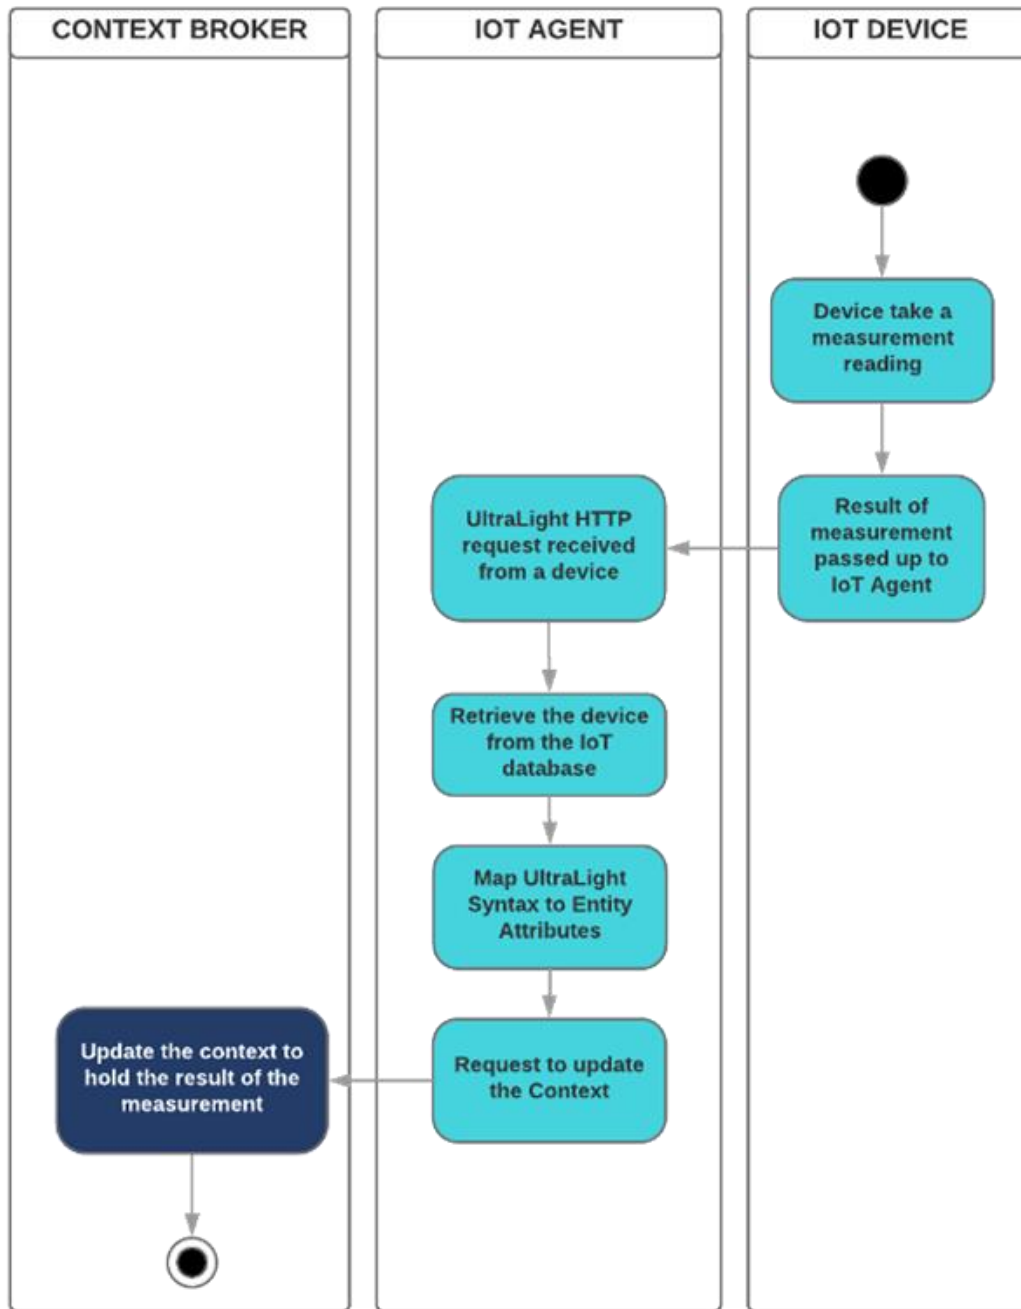 CONTEXT BROKER
IOT AGENT
IOT DEVICE
Device take a
measurement
reading
Result of
measurement
passed up to
IoT Agent
UltraLight HTTP
request received
from a device
Retrieve the device
from the IoT
database
Map UltraLight
Syntax to Entity
Attributes
Request to update
the Context
Update the context to
hold the result of the
measurement